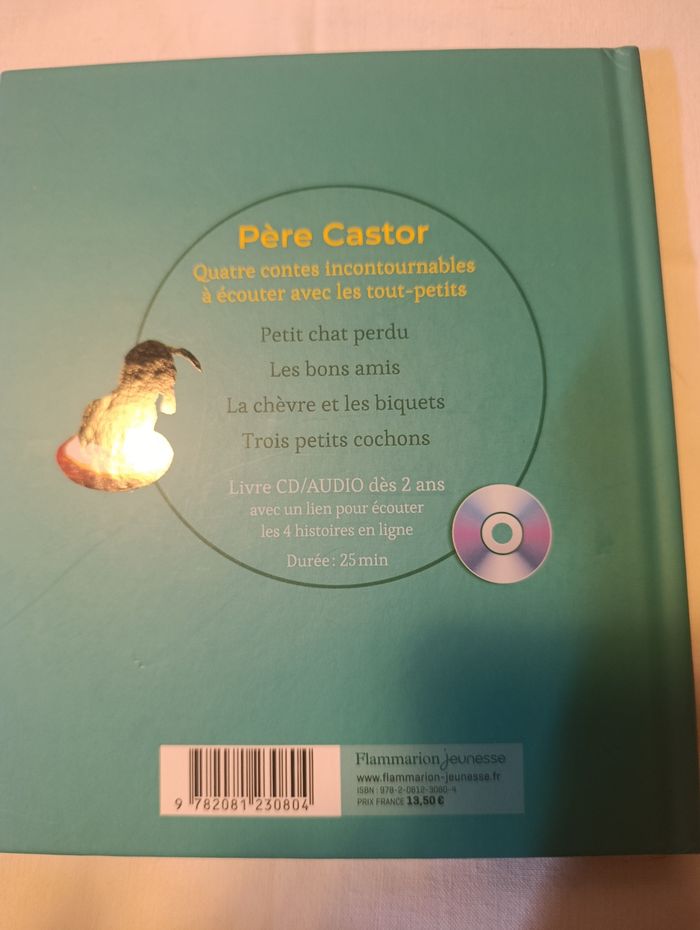 Père Castor
Quatre contes incontournables
à écouter avec les tout-petits
Petit chat perdu
Les bons amis
La chèvre et les biquets
Trois petits cochons
Livre CD/AUDIO dès 2 ans
avec un lien pour écouter
les 4 histoires en ligne
Durée : 25 min
9 782081 230804
Flammarion jeunesse
www.flammarion-jeunesse.fr
ISBN : 978-2-0812-3080-4
PRIX FRANCE 13,50 €